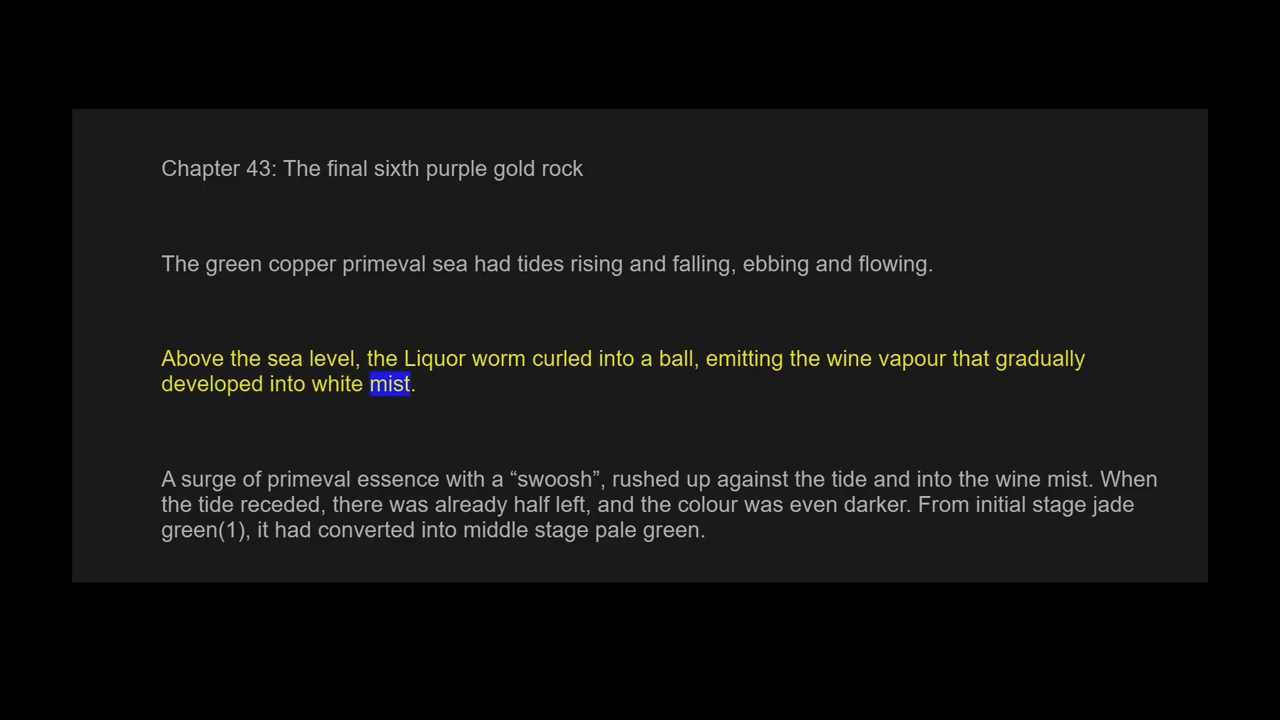 Chapter 43: The final sixth purple gold rock
The green copper primeval sea had tides rising and falling, ebbing and flowing.
Above the sea level, the Liquor worm curled into a ball, emitting the wine vapour that gradually
developed into white mist.
A surge of primeval essence with a “swoosh”, rushed up against the tide and into the wine mist. When
the tide receded, there was already half left, and the colour was even darker. From initial stage jade
green(1), it had converted into middle stage pale green.